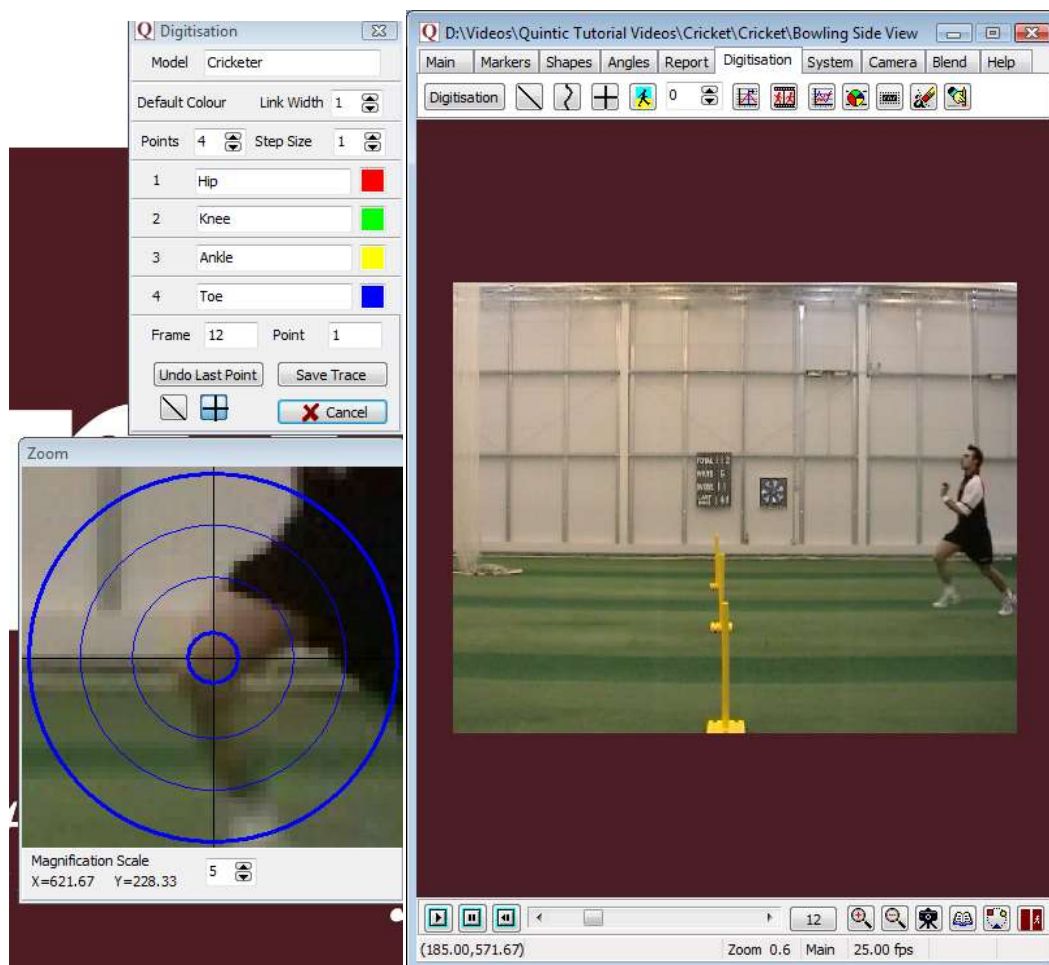 Digitisation
Model Cricketer
Default Colour Link Width 1
Points 4 Step Size 1
1 Hip
2 Knee
3 Ankle
4 Toe
Frame 12 Point 1
Undo Last Point Save Trace
Cancel
Zoom
Magnification Scale 5
X=621.67 Y=228.33
D:\Videos\Quintic Tutorial Videos\Cricket\Cricket\Bowling Side View
Main Markers Shapes Angles Report Digitisation System Camera Blend Help
Digitisation 0
TOTAL 112
12
(185.00,571.67) Zoom 0.6 Main 25.00 fps